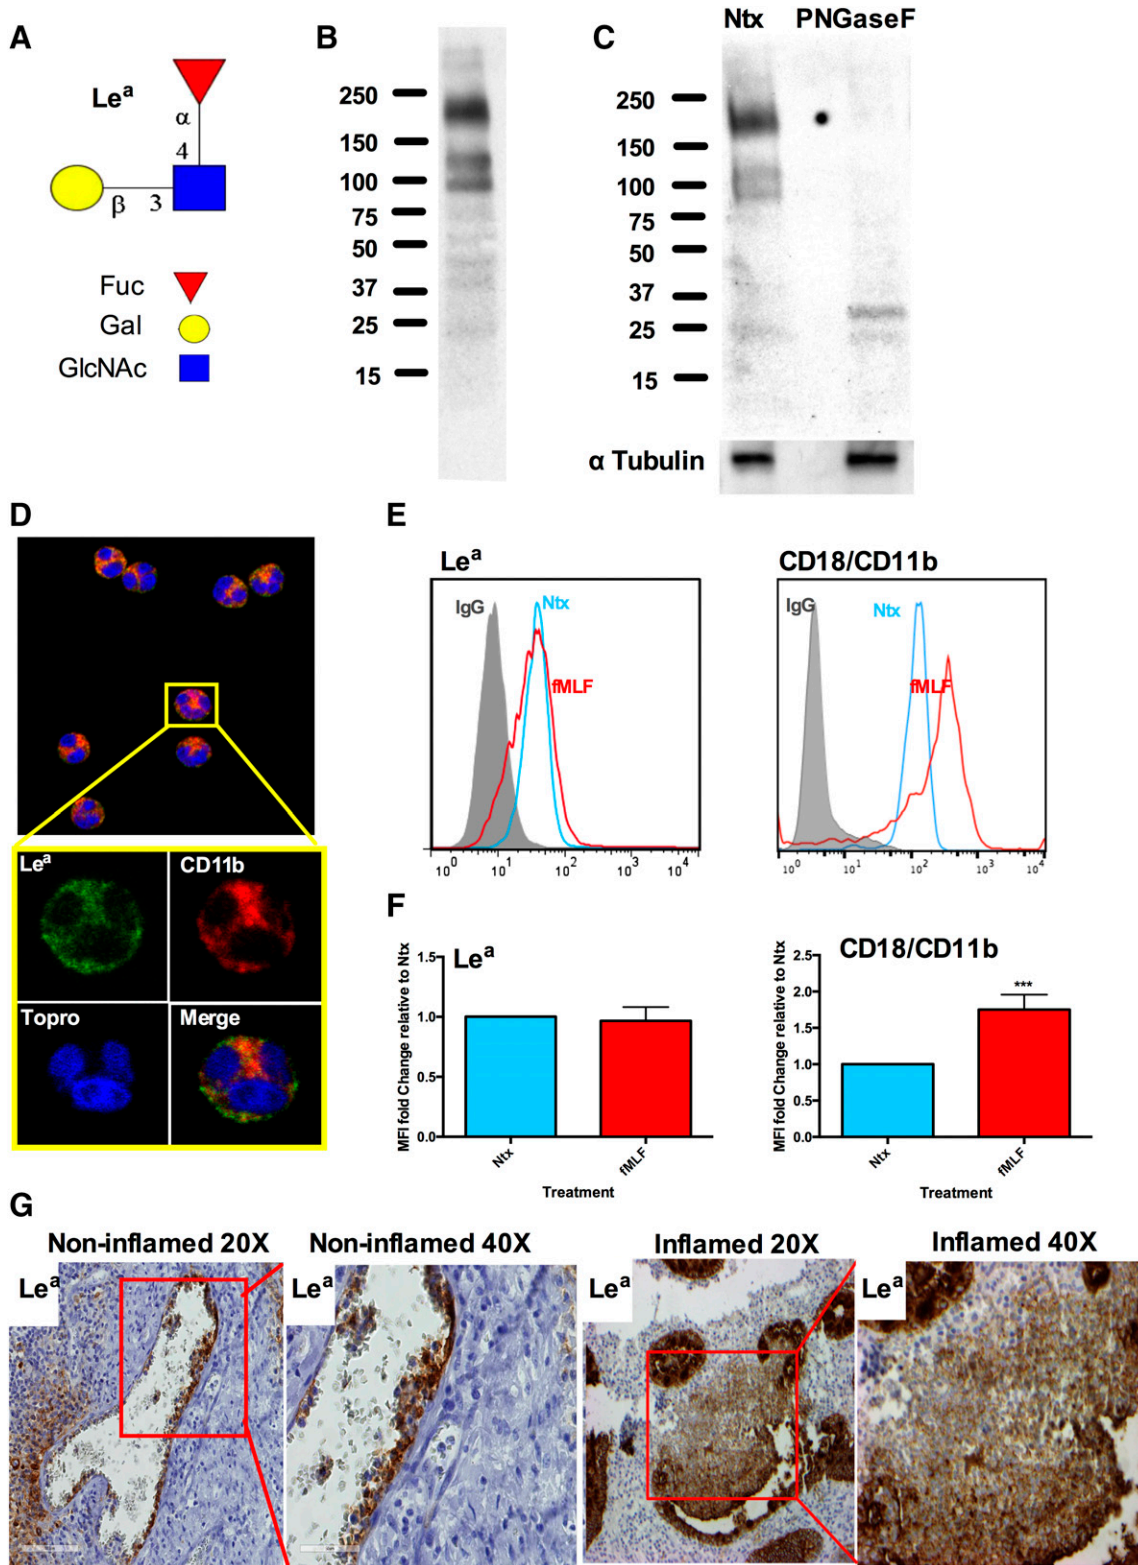 A
Le^a
α
4
β
3
Fuc
Gal
GlcNAc
B
250
150
100
75
50
37
25
15
C
Ntx PNGaseF
250
150
100
75
50
37
25
15
α Tubulin
D
Le^a
CD11b
Topro
Merge
E
Le^a
IgG
Ntx
fMLF
10^0 10^1 10^2 10^3 10^4
CD18/CD11b
IgG
Ntx
fMLF
10^0 10^1 10^2 10^3 10^4
F
Le^a
MFI fold Change relative to Ntx
1.5
1.0
0.5
0.0
Ntx
fMLF
Treatment
CD18/CD11b
MFI fold Change relative to Ntx
2.5
2.0
1.5
1.0
0.5
0.0
***
Ntx
fMLF
Treatment
G
Non-inflamed 20X
Le^a
Non-inflamed 40X
Le^a
Inflamed 20X
Le^a
Inflamed 40X
Le^a